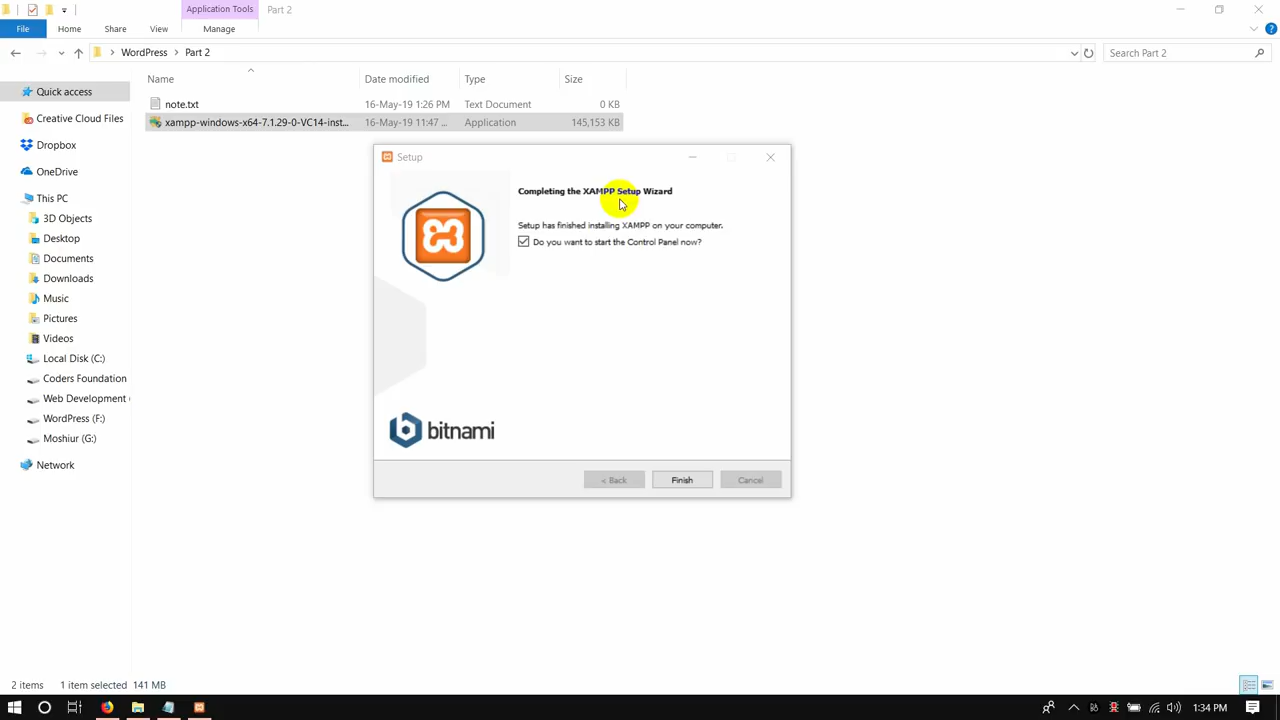 Application Tools
Part 2
File
Home
Share
View
Manage
WordPress
Part 2
Search Part 2
Name
Date modified
Type
Size
note.txt
16-May-19 1:26 PM
Text Document
0 KB
xampp-windows-x64-7.1.29-0-VC14-inst...
16-May-19 11:47 ...
Application
145,153 KB
Quick access
Creative Cloud Files
Dropbox
OneDrive
This PC
3D Objects
Desktop
Documents
Downloads
Music
Pictures
Videos
Local Disk (C:)
Coders Foundation
Web Development (
WordPress (F:)
Moshiur (G:)
Network
Setup
Completing the XAMPP Setup Wizard
Setup has finished installing XAMPP on your computer.
Do you want to start the Control Panel now?
bitnami
< Back
Finish
Cancel
2 items
1 item selected
141 MB
1:34 PM